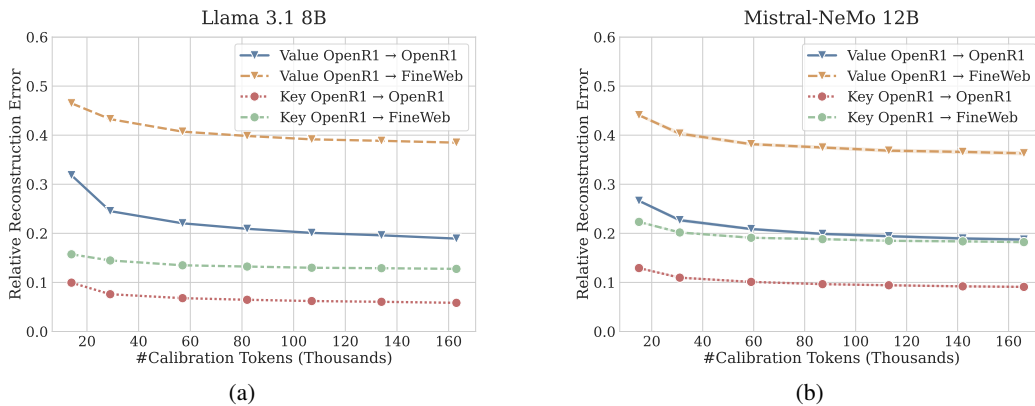 Llama 3.1 8B
Relative Reconstruction Error
0.6
0.5
0.4
0.3
0.2
0.1
0.0
Value OpenR1 → OpenR1
Value OpenR1 → FineWeb
Key OpenR1 → OpenR1
Key OpenR1 → FineWeb
20 40 60 80 100 120 140 160
#Calibration Tokens (Thousands)
(a)
Mistral-NeMo 12B
Relative Reconstruction Error
0.6
0.5
0.4
0.3
0.2
0.1
0.0
Value OpenR1 → OpenR1
Value OpenR1 → FineWeb
Key OpenR1 → OpenR1
Key OpenR1 → FineWeb
20 40 60 80 100 120 140 160
#Calibration Tokens (Thousands)
(b)